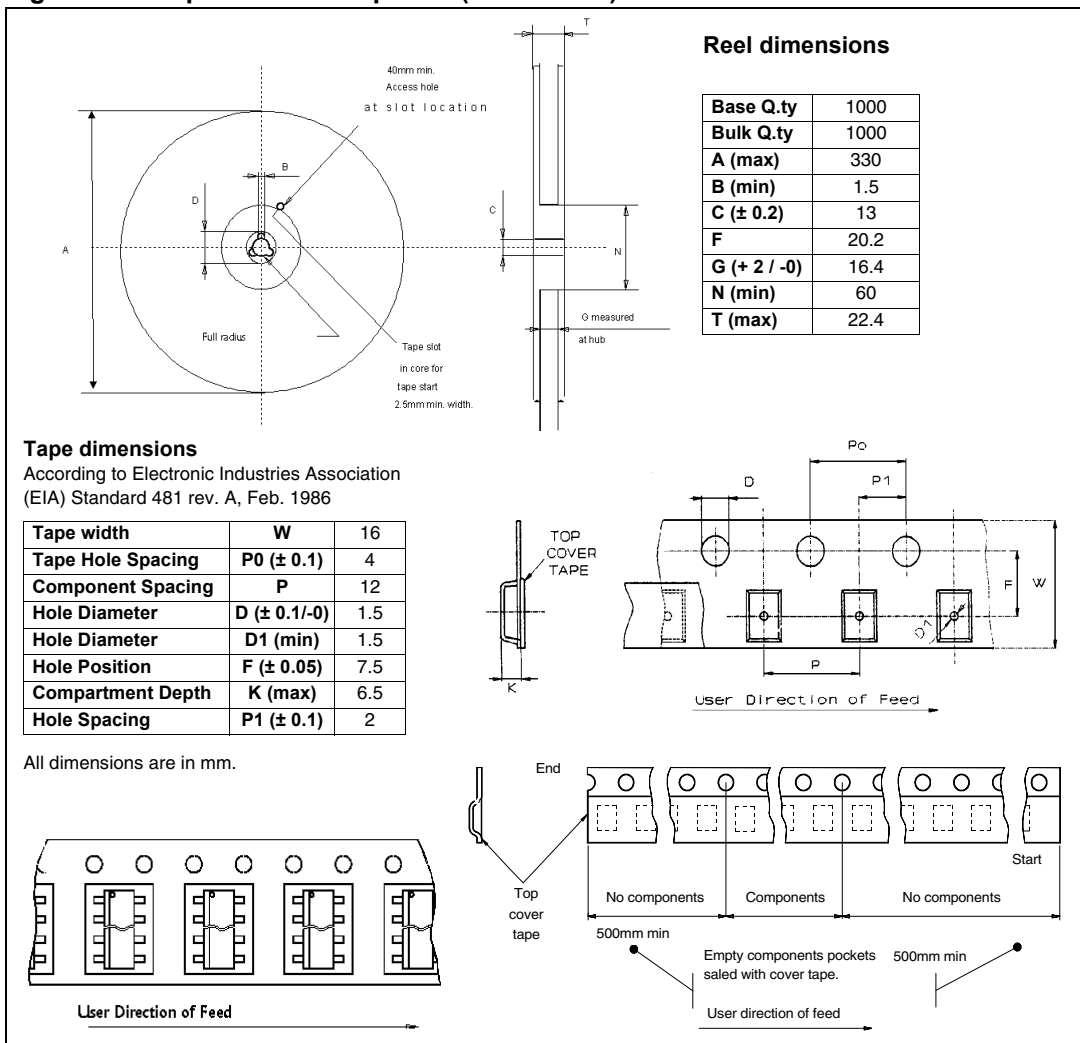 T
Reel dimensions
40mm min.
Access hole
at slot location
Base Q.ty 1000
Bulk Q.ty 1000
A (max) 330
B (min) 1.5
C (± 0.2) 13
F 20.2
G (+ 2 / -0) 16.4
N (min) 60
T (max) 22.4
B
D
C
A
N
G measured
at hub
Full radius
Tape slot
in core for
tape start
2.5mm min. width.
Tape dimensions
According to Electronic Industries Association
(EIA) Standard 481 rev. A, Feb. 1986
Tape width W 16
Tape Hole Spacing P0 (± 0.1) 4
Component Spacing P 12
Hole Diameter D (± 0.1/-0) 1.5
Hole Diameter D1 (min) 1.5
Hole Position F (± 0.05) 7.5
Compartment Depth K (max) 6.5
Hole Spacing P1 (± 0.1) 2
All dimensions are in mm.
Po
D
P1
TOP
COVER
TAPE
F
W
D1
K
P
User Direction of Feed
End
Start
Top
cover
tape
No components
Components
No components
500mm min
Empty components pockets
saled with cover tape.
500mm min
User direction of feed
User Direction of Feed